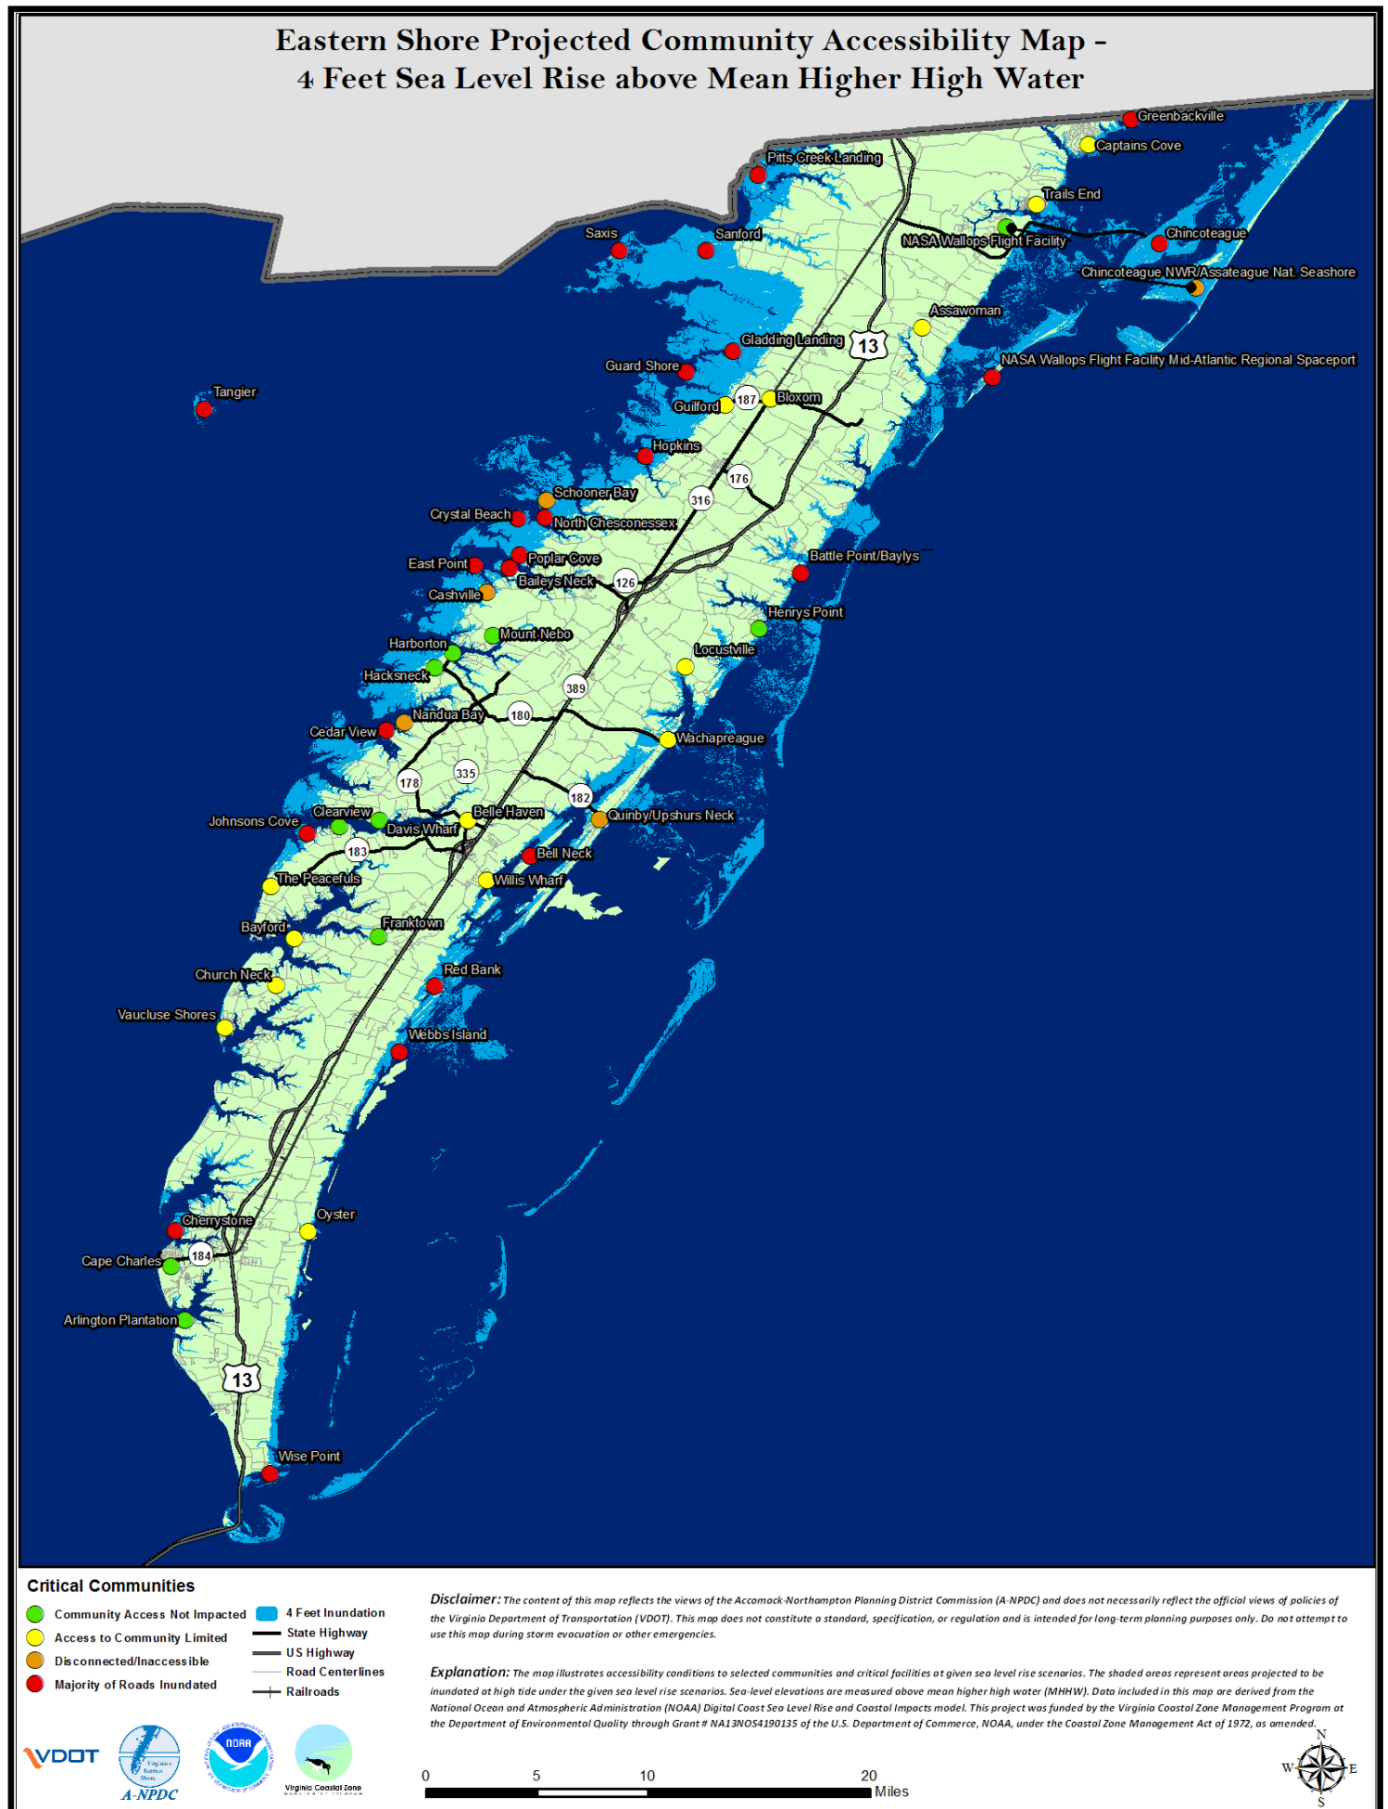 Eastern Shore Projected Community Accessibility Map -
4 Feet Sea Level Rise above Mean Higher High Water
Greenbackville
Captains Cove
Pitts Creek Landing
Trails End
Saxis
Sanford
NASA Wallops Flight Facility
Chincoteague
Chincoteague NWR/Assateague Nat. Seashore
Assawoman
Gladding Landing
13
Guard Shore
NASA Wallops Flight Facility Mid-Atlantic Regional Spaceport
Tangier
Guilford
187
Bloxom
Hopkins
176
Schooner Bay
316
Crystal Beach
North Chesconessex
East Point
Poplar Cove
Battle Point/Baylys
Baileys Neck
126
Cashville
Henrys Point
Mount Nebo
Harborton
Locustville
Hacksneck
389
Nandua Bay
180
Cedar View
Wachapreague
335
178
182
Clearview
Belle Haven
Quinby/Upshurs Neck
Johnsons Cove
Davis Wharf
183
Bell Neck
The Peacefuls
Willis Wharf
Bayford
Franktown
Church Neck
Red Bank
Vaucluse Shores
Webbs Island
Cherrystone
Oyster
184
Cape Charles
Arlington Plantation
13
Wise Point
Critical Communities
Community Access Not Impacted
Access to Community Limited
Disconnected/Inaccessible
Majority of Roads Inundated
4 Feet Inundation
State Highway
US Highway
Road Centerlines
Railroads
Disclaimer: The content of this map reflects the views of the Accomack-Northampton Planning District Commission (A-NPDC) and does not necessarily reflect the official views of policies of
the Virginia Department of Transportation (VDOT). This map does not constitute a standard, specification, or regulation and is intended for long-term planning purposes only. Do not attempt to
use this map during storm evacuation or other emergencies.
Explanation: The map illustrates accessibility conditions to selected communities and critical facilities at given sea level rise scenarios. The shaded areas represent areas projected to be
inundated at high tide under the given sea level rise scenarios. Sea-level elevations are measured above mean higher high water (MHHW). Data included in this map are derived from the
National Ocean and Atmospheric Administration (NOAA) Digital Coast Sea Level Rise and Coastal Impacts model. This project was funded by the Virginia Coastal Zone Management Program at
the Department of Environmental Quality through Grant # NA13NOS4190135 of the U.S. Department of Commerce, NOAA, under the Coastal Zone Management Act of 1972, as amended.
VDOT
Virginia's
Eastern
Shore
A-NPDC
NOAA
Virginia Coastal Zone
MANAGEMENT PROGRAM
0
5
10
20
Miles
N
W
E
S